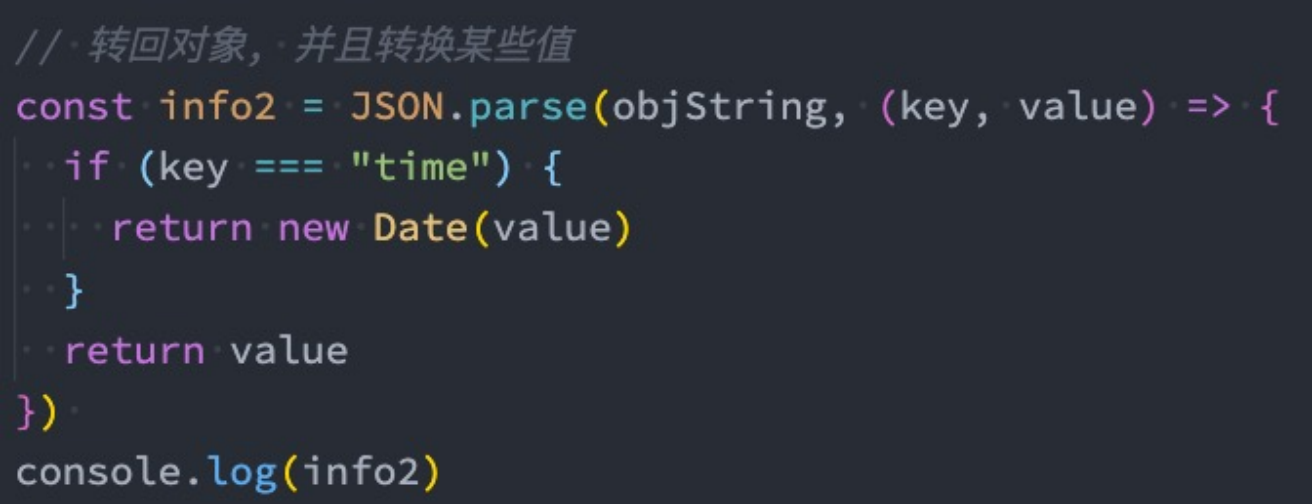 // 转回对象, 并且转换某些值
const info2 = JSON.parse(objString, (key, value) => {
  if (key === "time") {
    return new Date(value)
  }
  return value
})
console.log(info2)